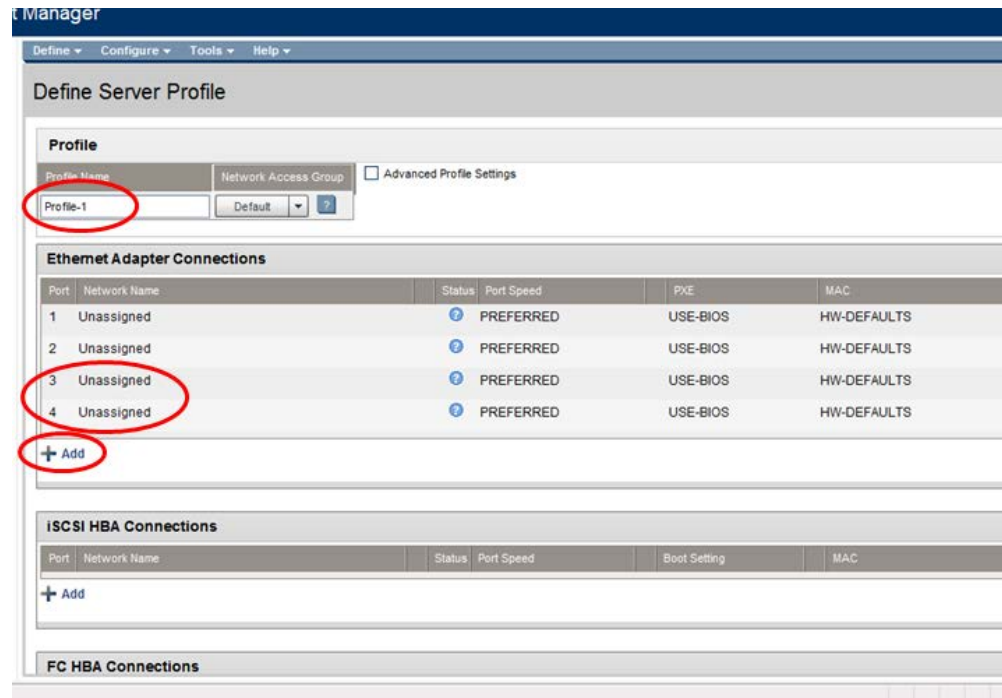 t Manager
Define Configure Tools Help
Define Server Profile
Profile
Profile Name Network Access Group Advanced Profile Settings
Profile-1 Default ?
Ethernet Adapter Connections
Port Network Name Status Port Speed PXE MAC
1 Unassigned ? PREFERRED USE-BIOS HW-DEFAULTS
2 Unassigned ? PREFERRED USE-BIOS HW-DEFAULTS
3 Unassigned ? PREFERRED USE-BIOS HW-DEFAULTS
4 Unassigned ? PREFERRED USE-BIOS HW-DEFAULTS
Add
iSCSI HBA Connections
Port Network Name Status Port Speed Boot Setting MAC
Add
FC HBA Connections